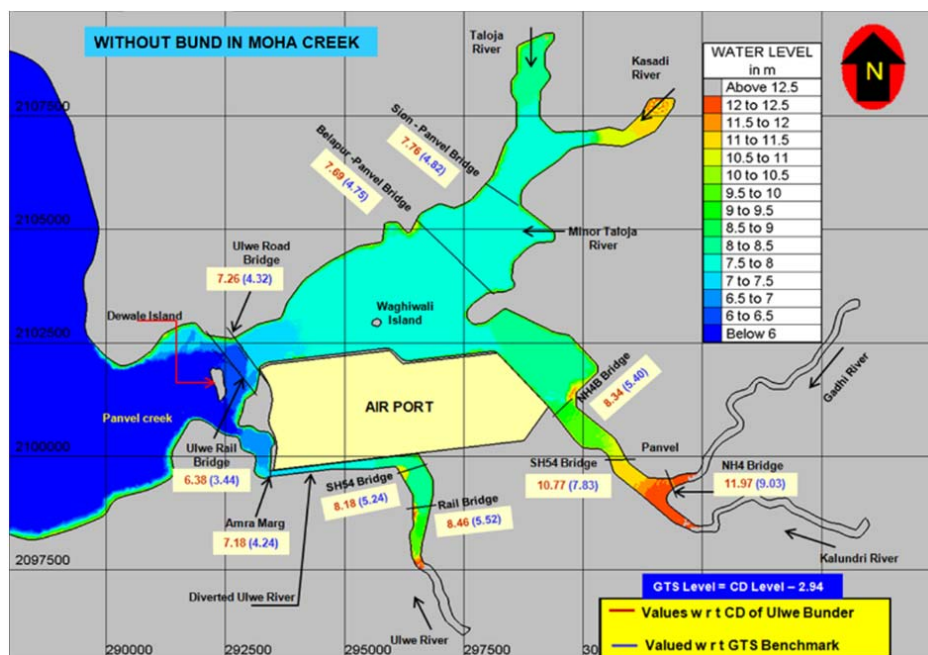 WITHOUT BUND IN MOHA CREEK
Taloja
River
Kasadi
River
WATER LEVEL
in m
Above 12.5
12 to 12.5
11.5 to 12
11 to 11.5
10.5 to 11
10 to 10.5
9.5 to 10
9 to 9.5
8.5 to 9
8 to 8.5
7.5 to 8
7 to 7.5
6.5 to 7
6 to 6.5
Below 6
N
2107500
Sion - Panvel Bridge
7.76 (4.82)
Belapur -Panvel Bridge
7.69 (4.75)
2105000
Minor Taloja
River
Ulwe Road
Bridge
7.26 (4.32)
Dewale Island
Waghiwali
Island
2102500
NH4B Bridge
8.34 (5.40)
Gadhi River
AIR PORT
Panvel creek
Ulwe Rail
Bridge
6.38 (3.44)
2100000
SH54 Bridge
8.18 (5.24)
SH54 Bridge
10.77 (7.83)
Panvel
NH4 Bridge
11.97 (9.03)
Rail Bridge
8.46 (5.52)
Amra Marg
7.18 (4.24)
Kalundri River
2097500
Diverted Ulwe River
Ulwe River
GTS Level = CD Level – 2.94
Values w r t CD of Ulwe Bunder
Valued w r t GTS Benchmark
290000
292500
295000
297500